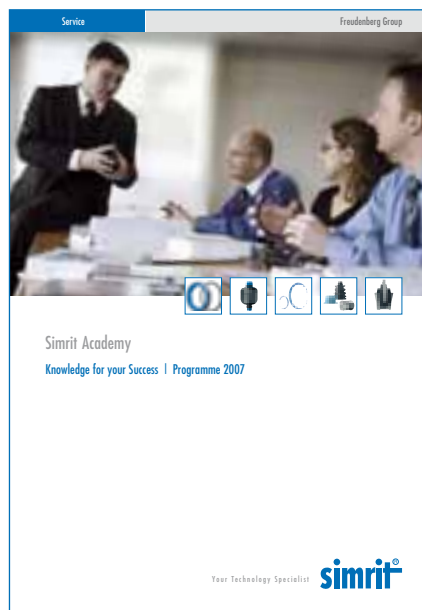 Service
Freudenberg Group
Simrit Academy
Knowledge for your Success | Programme 2007
Your Technology Specialist
simrit®